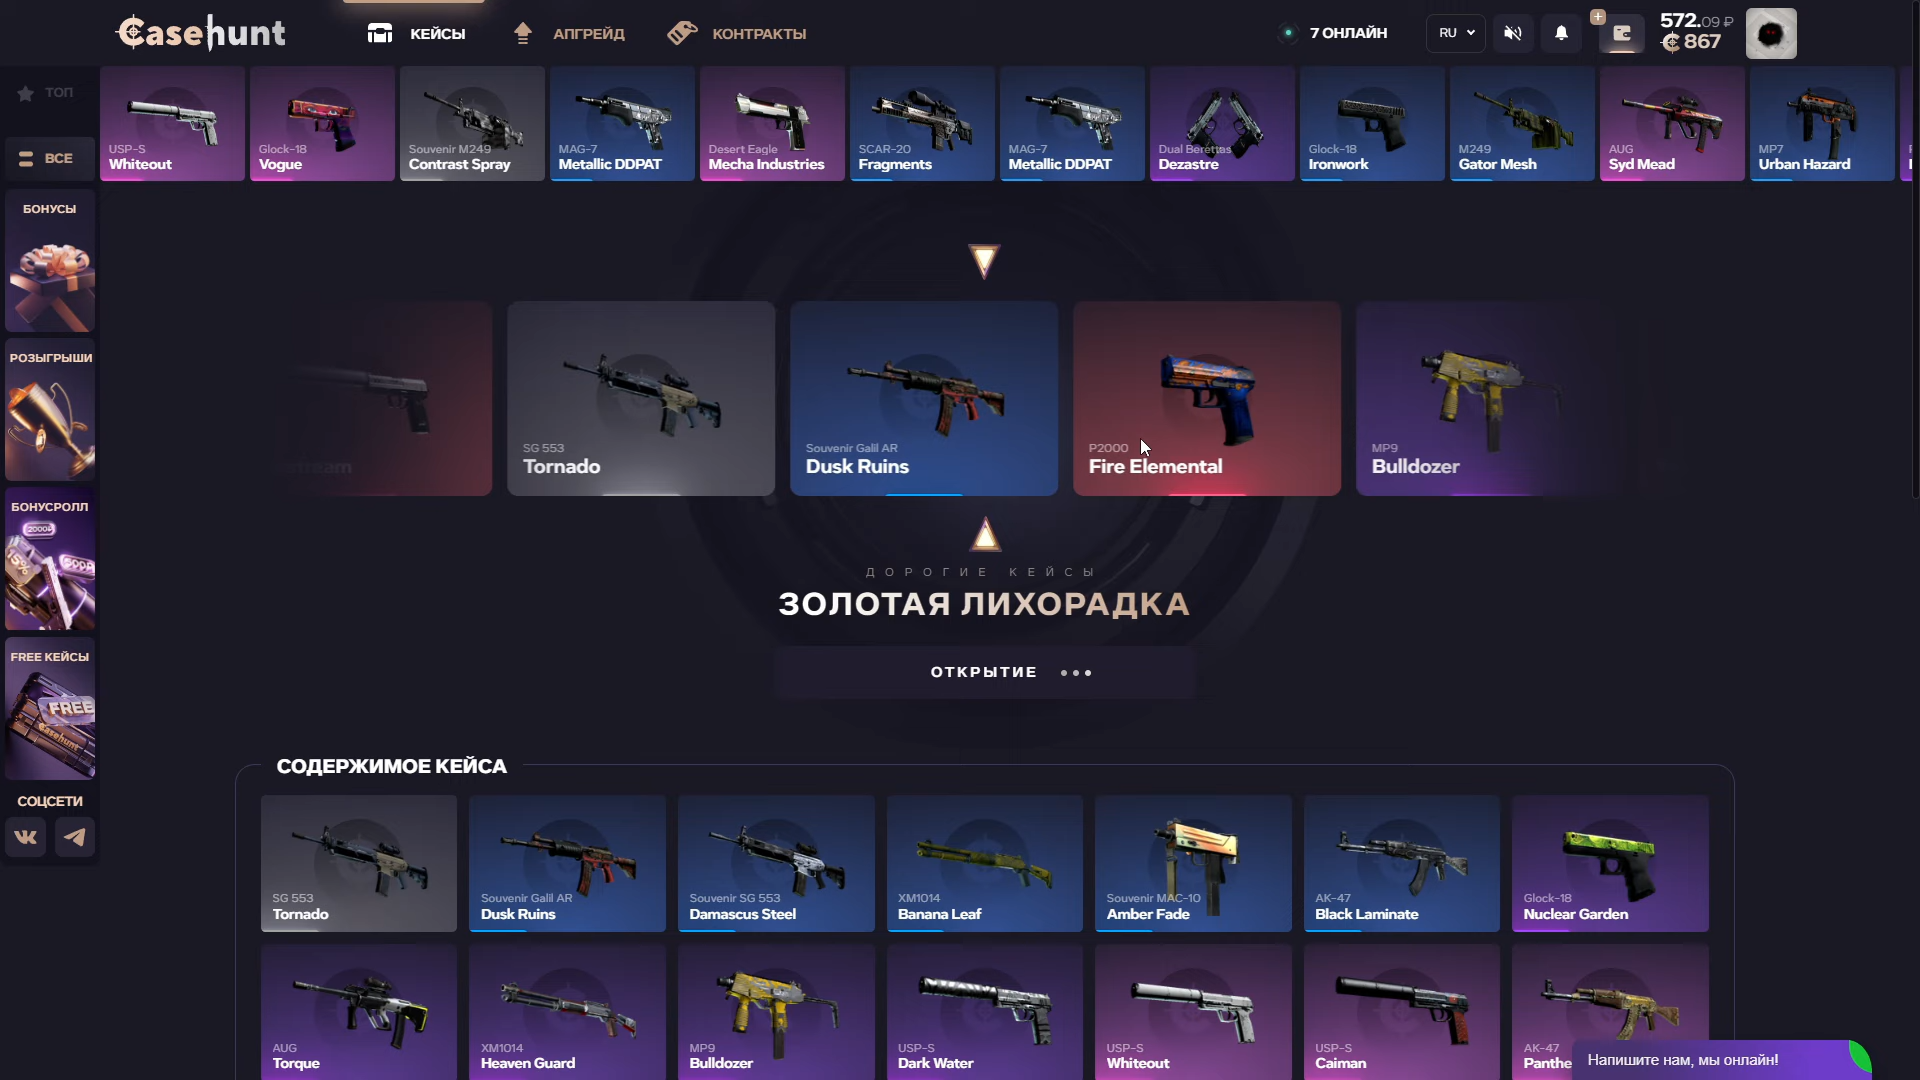 Casehunt
КЕЙСЫ
АПГРЕЙД
КОНТРАКТЫ
7 ОНЛАЙН
RU
572.09 ₽
867
ТОП
ВСЕ
USP-S
Whiteout
Glock-18
Vogue
Souvenir M249
Contrast Spray
MAG-7
Metallic DDPAT
Desert Eagle
Mecha Industries
SCAR-20
Fragments
MAG-7
Metallic DDPAT
Dual Berettas
Dezastre
Glock-18
Ironwork
M249
Gator Mesh
AUG
Syd Mead
MP7
Urban Hazard
БОНУСЫ
РОЗЫГРЫШИ
БОНУСРОЛЛ
2000₽
15%
FREE КЕЙСЫ
FREE
Casehunt
СОЦСЕТИ
SG 553
Tornado
Souvenir Galil AR
Dusk Ruins
P2000
Fire Elemental
MP9
Bulldozer
ДОРОГИЕ КЕЙСЫ
ЗОЛОТАЯ ЛИХОРАДКА
ОТКРЫТИЕ
СОДЕРЖИМОЕ КЕЙСА
SG 553
Tornado
Souvenir Galil AR
Dusk Ruins
Souvenir SG 553
Damascus Steel
XM1014
Banana Leaf
Souvenir MAC-10
Amber Fade
AK-47
Black Laminate
Glock-18
Nuclear Garden
AUG
Torque
XM1014
Heaven Guard
MP9
Bulldozer
USP-S
Dark Water
USP-S
Whiteout
USP-S
Caiman
AK-47
Panthe
Напишите нам, мы онлайн!